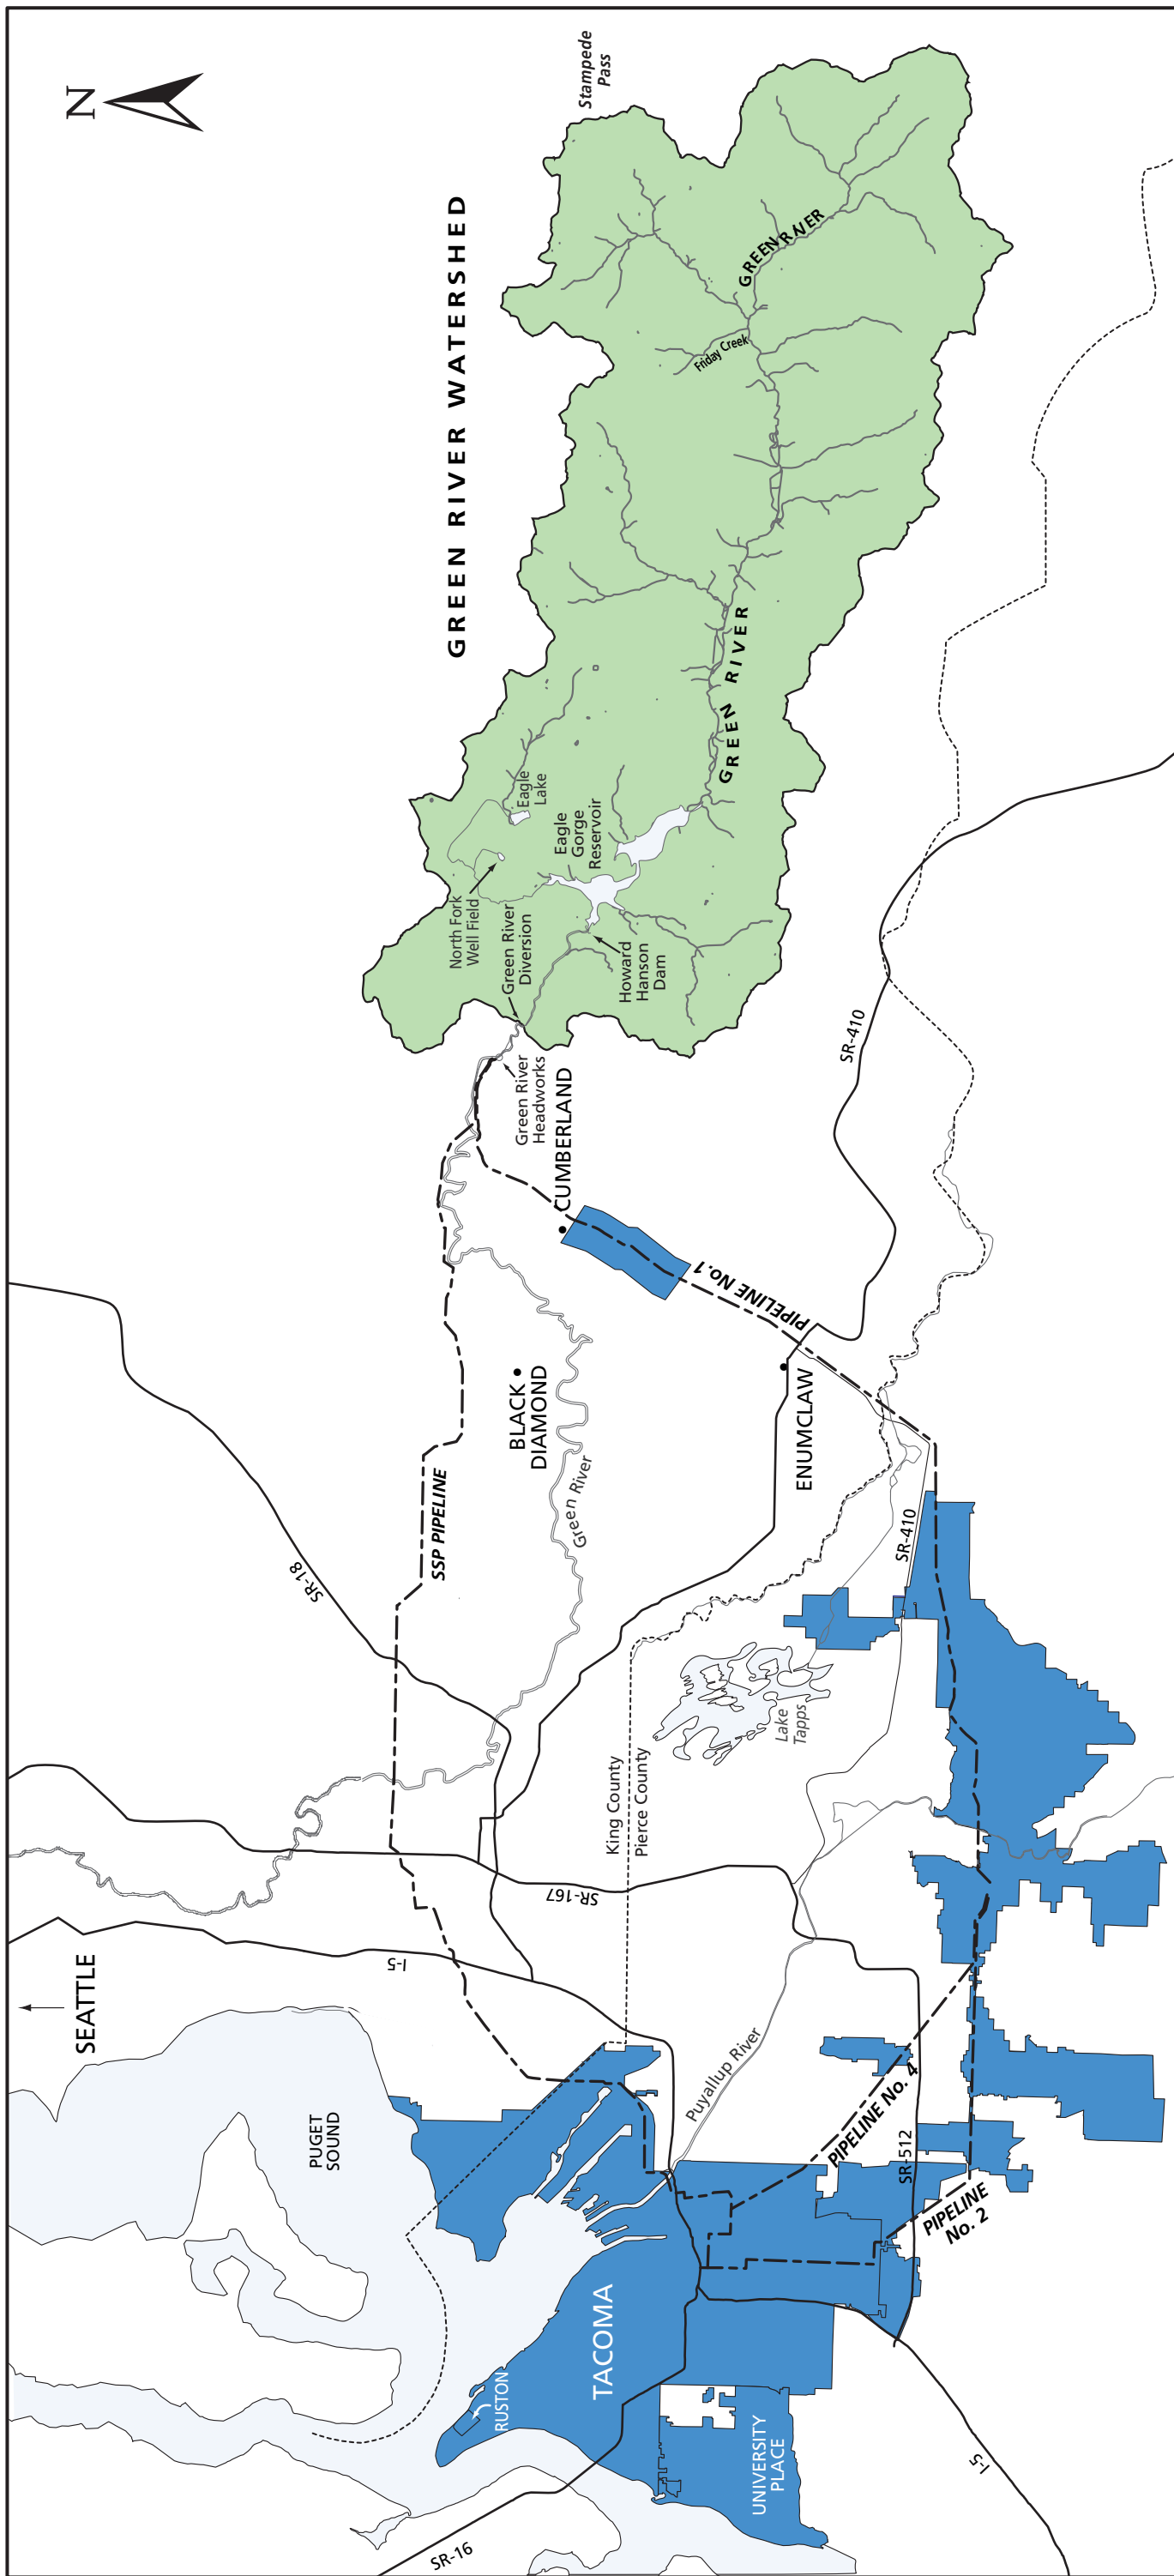 N
Stampede
Pass
GREEN RIVER WATERSHED
GREEN RIVER
Friday Creek
GREEN RIVER
Eagle
Lake
Eagle
Gorge
Reservoir
North Fork
Well Field
Green River
Diversion
Howard
Hanson
Dam
Green River
Headworks
CUMBERLAND
SR-410
PIPELINE No.1
BLACK
DIAMOND
ENUMCLAW
SSP PIPELINE
Green River
SR-18
SR-410
Lake
Tapps
King County
Pierce County
SR-167
I-5
SEATTLE
PUGET
SOUND
Puyallup River
PIPELINE No. 4
SR-512
PIPELINE
No. 2
TACOMA
RUSTON
UNIVERSITY
PLACE
I-5
SR-16